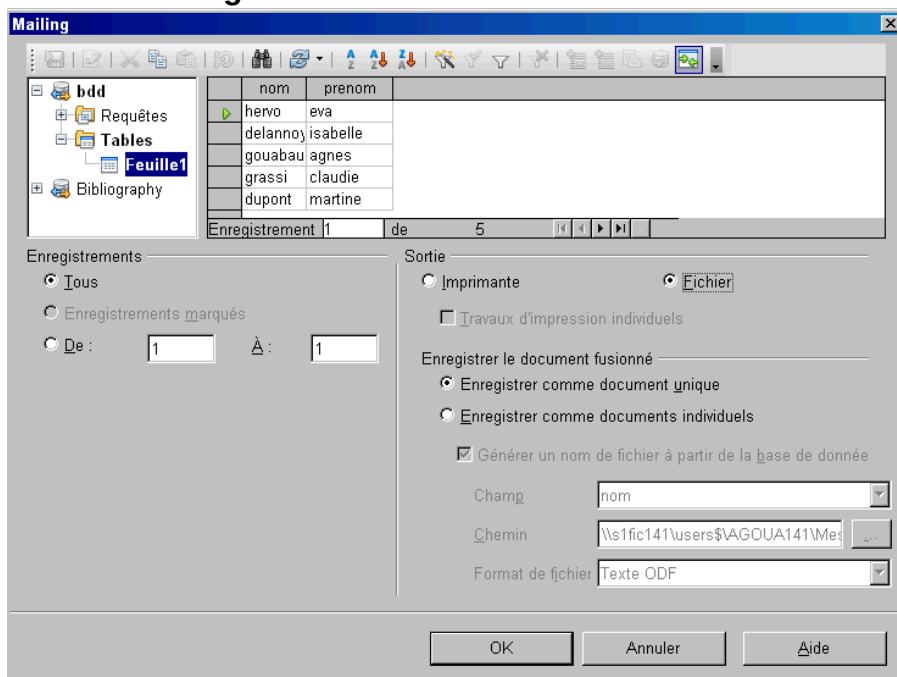 Mailing
nom prenom
bdd
Requêtes
Tables
Feuille1
Bibliography
hervo eva
delannoy isabelle
gouabau agnes
grassi claudie
dupont martine
Enregistrement 1 de 5
Enregistrements
Tous
Enregistrements marqués
De : 1 À : 1
Sortie
Imprimante Fichier
Travaux d'impression individuels
Enregistrer le document fusionné
Enregistrer comme document unique
Enregistrer comme documents individuels
Générer un nom de fichier à partir de la base de donnée
Champ nom
Chemin \\s1fic141\users$\AGOUA141\Mes ...
Format de fichier Texte ODF
OK Annuler Aide